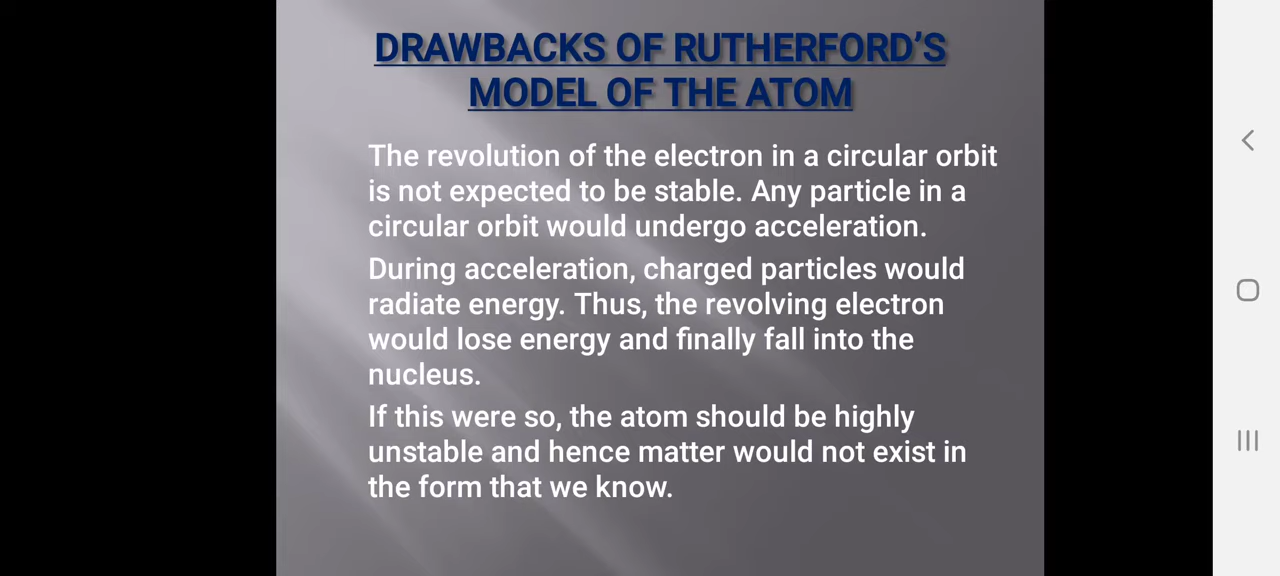 DRAWBACKS OF RUTHERFORD’S
MODEL OF THE ATOM
The revolution of the electron in a circular orbit
is not expected to be stable. Any particle in a
circular orbit would undergo acceleration.
During acceleration, charged particles would
radiate energy. Thus, the revolving electron
would lose energy and finally fall into the
nucleus.
If this were so, the atom should be highly
unstable and hence matter would not exist in
the form that we know.